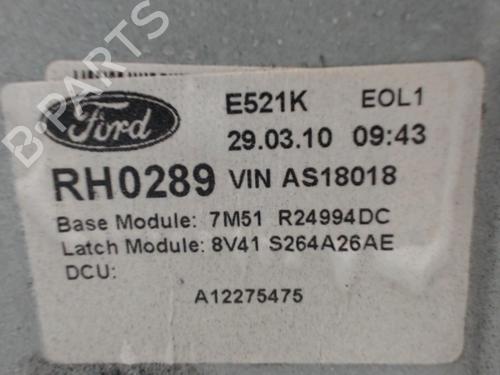 B-PARTS
Ford
E521K EOL1
29.03.10 09:43
RH0289 VIN AS18018
Base Module: 7M51 R24994DC
Latch Module: 8V41 S264A26AE
DCU:
A12275475